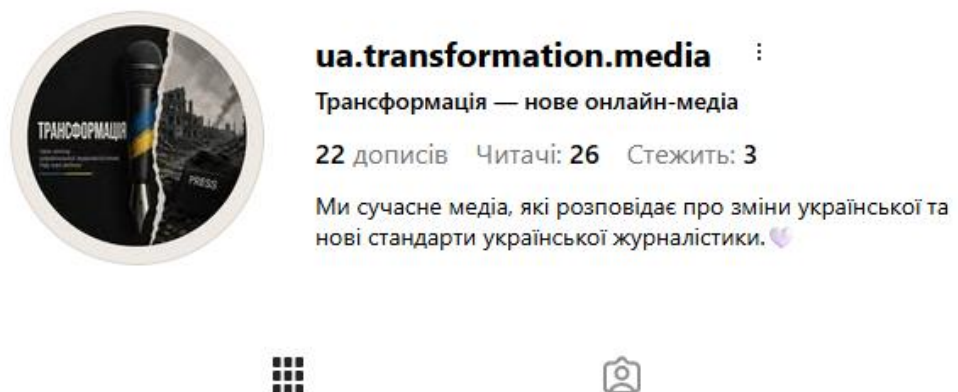 ua.transformation.media
Трансформація — нове онлайн-медіа
22 дописів Читачі: 26 Стежить: 3
Ми сучасне медіа, які розповідає про зміни української та
нові стандарти української журналістики.
ТРАНСФОРМАЦІЯ
PRESS